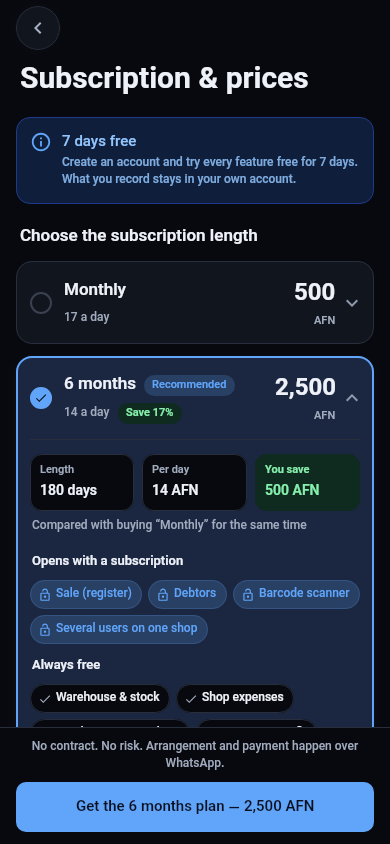 Subscription & prices
7 days free
Create an account and try every feature free for 7 days.
What you record stays in your own account.
Choose the subscription length
Monthly
500
17 a day
AFN
6 months
Recommended
2,500
14 a day
Save 17%
AFN
Length
Per day
You save
180 days
14 AFN
500 AFN
Compared with buying “Monthly” for the same time
Opens with a subscription
Sale (register)
Debtors
Barcode scanner
Several users on one shop
Always free
Warehouse & stock
Shop expenses
No contract. No risk. Arrangement and payment happen over
WhatsApp.
Get the 6 months plan — 2,500 AFN